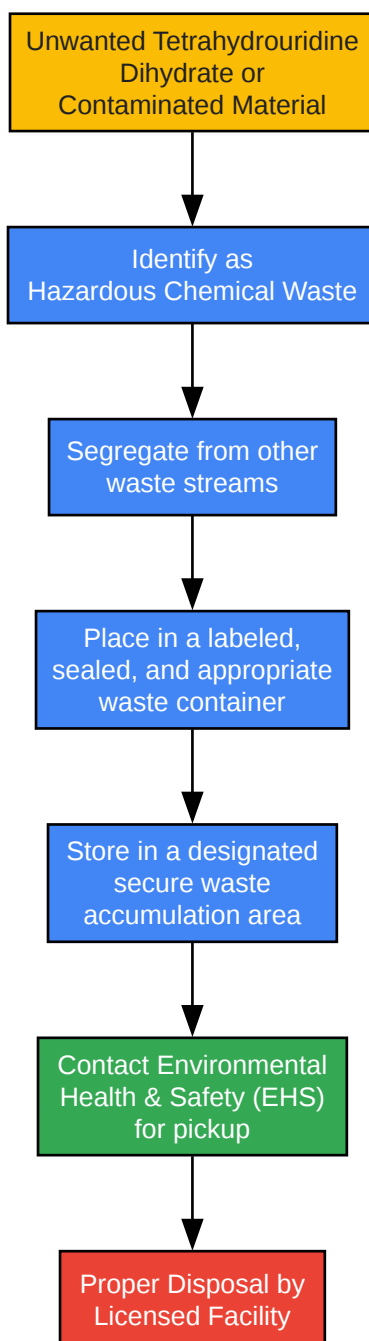 Unwanted Tetrahydrouridine
Dihydrate or
Contaminated Material
Identify as
Hazardous Chemical Waste
Segregate from other
waste streams
Place in a labeled,
sealed, and appropriate
waste container
Store in a designated
secure waste
accumulation area
Contact Environmental
Health & Safety (EHS)
for pickup
Proper Disposal by
Licensed Facility